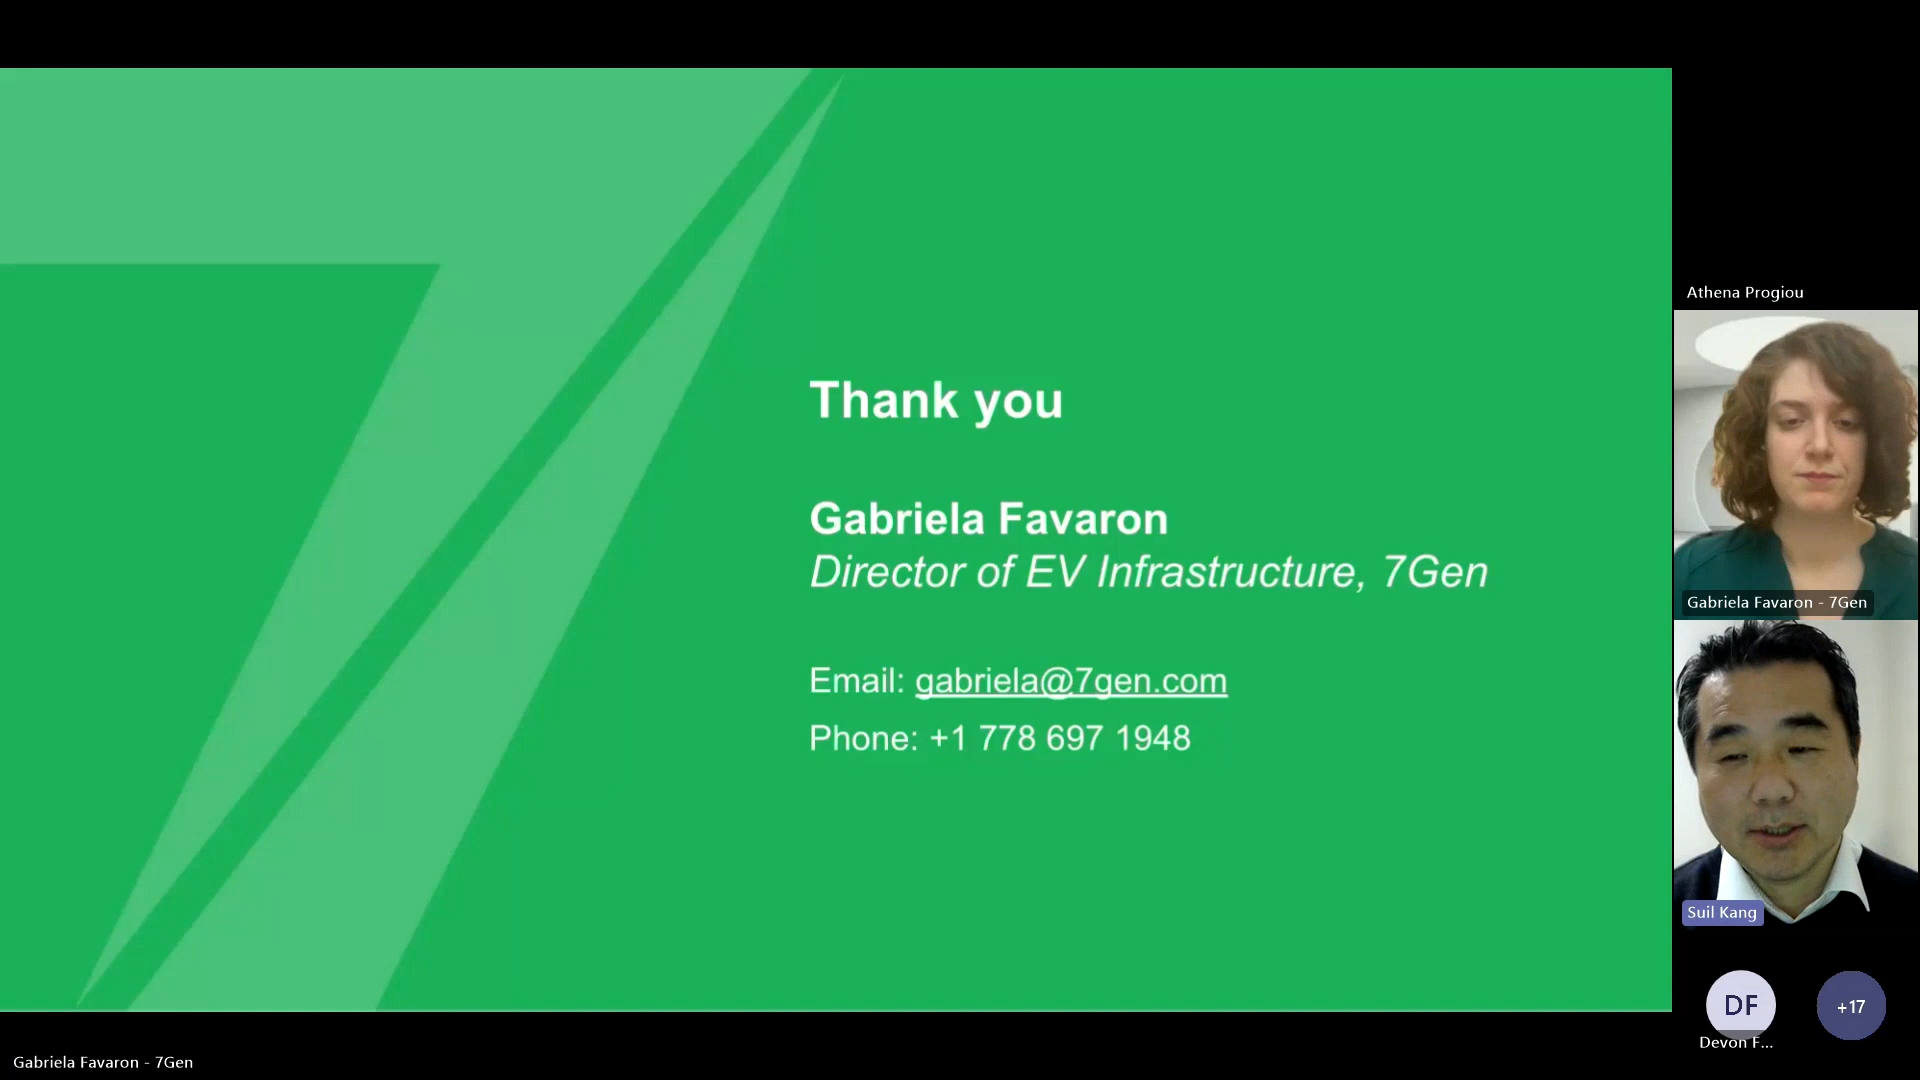 Thank you
Gabriela Favaron
Director of EV Infrastructure, 7Gen
Email: gabriela@7gen.com
Phone: +1 778 697 1948
Athena Progiou
Gabriela Favaron - 7Gen
Suil Kang
DF
+17
Devon F...
Gabriela Favaron - 7Gen